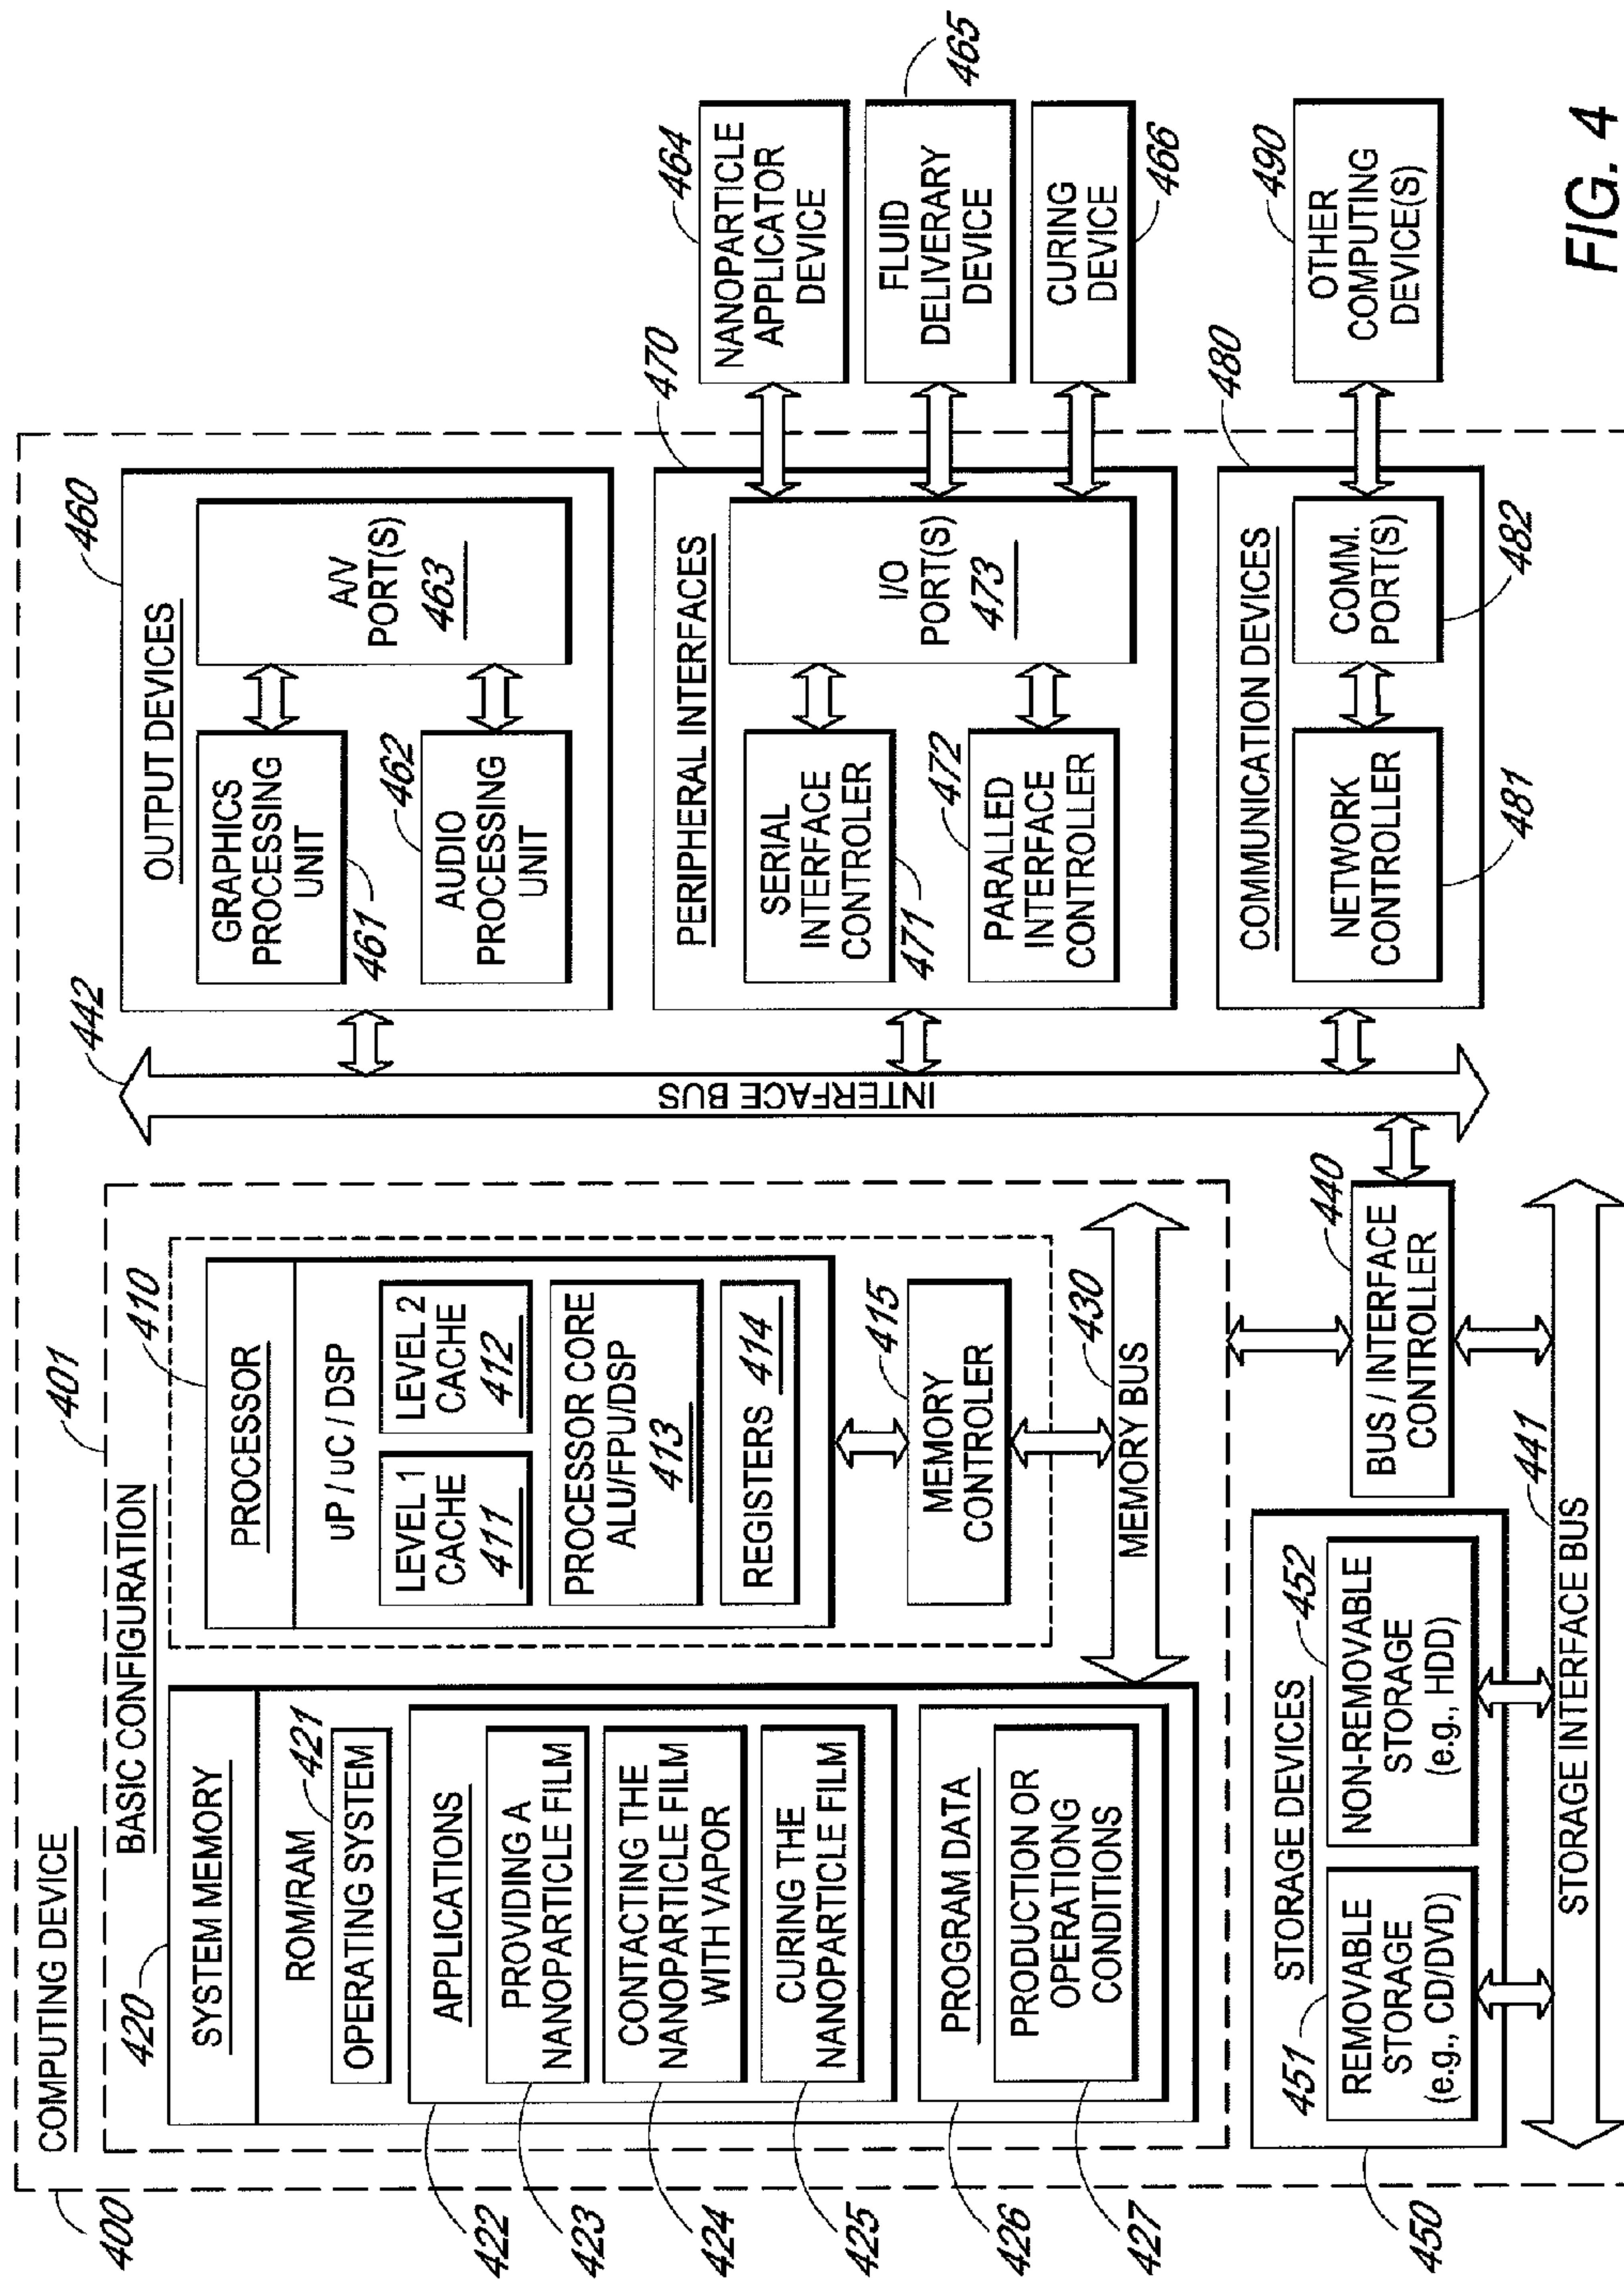 COMPUTING DEVICE
400
BASIC CONFIGURATION
401
420
SYSTEM MEMORY
ROM/RAM
421
OPERATING SYSTEM
APPLICATIONS
PROVIDING A
NANOPARTICLE FILM
CONTACTING THE
NANOPARTICLE FILM
WITH VAPOR
CURING THE
NANOPARTICLE FILM
PROGRAM DATA
PRODUCTION OR
OPERATIONG
CONDITIONS
422
423
424
425
426
427
410
PROCESSOR
uP / uC / DSP
LEVEL 1
CACHE
411
LEVEL 2
CACHE
412
PROCESSOR CORE
ALU/FPU/DSP
413
REGISTERS 414
415
MEMORY
CONTROLER
430
MEMORY BUS
440
BUS / INTERFACE
CONTROLLER
STORAGE DEVICES
451
REMOVABLE
STORAGE
(e.g., CD/DVD)
452
NON-REMOVABLE
STORAGE
(e.g., HDD)
450
441
STORAGE INTERFACE BUS
442
INTERFACE BUS
460
OUTPUT DEVICES
GRAPHICS
PROCESSING
UNIT
461
462
AUDIO
PROCESSING
UNIT
A/V
PORT(S)
463
470
PERIPHERAL INTERFACES
SERIAL
INTERFACE
CONTROLLER
471
472
PARALLED
INTERFACE
CONTROLLER
I/O
PORT(S)
473
480
COMMUNICATION DEVICES
NETWORK
CONTROLLER
481
COMM.
PORT(S)
482
464
NANOPARTICLE
APPLICATOR
DEVICE
FLUID
DELIVERARY
DEVICE
465
CURING
DEVICE
466
490
OTHER
COMPUTING
DEVICE(S)
FIG. 4